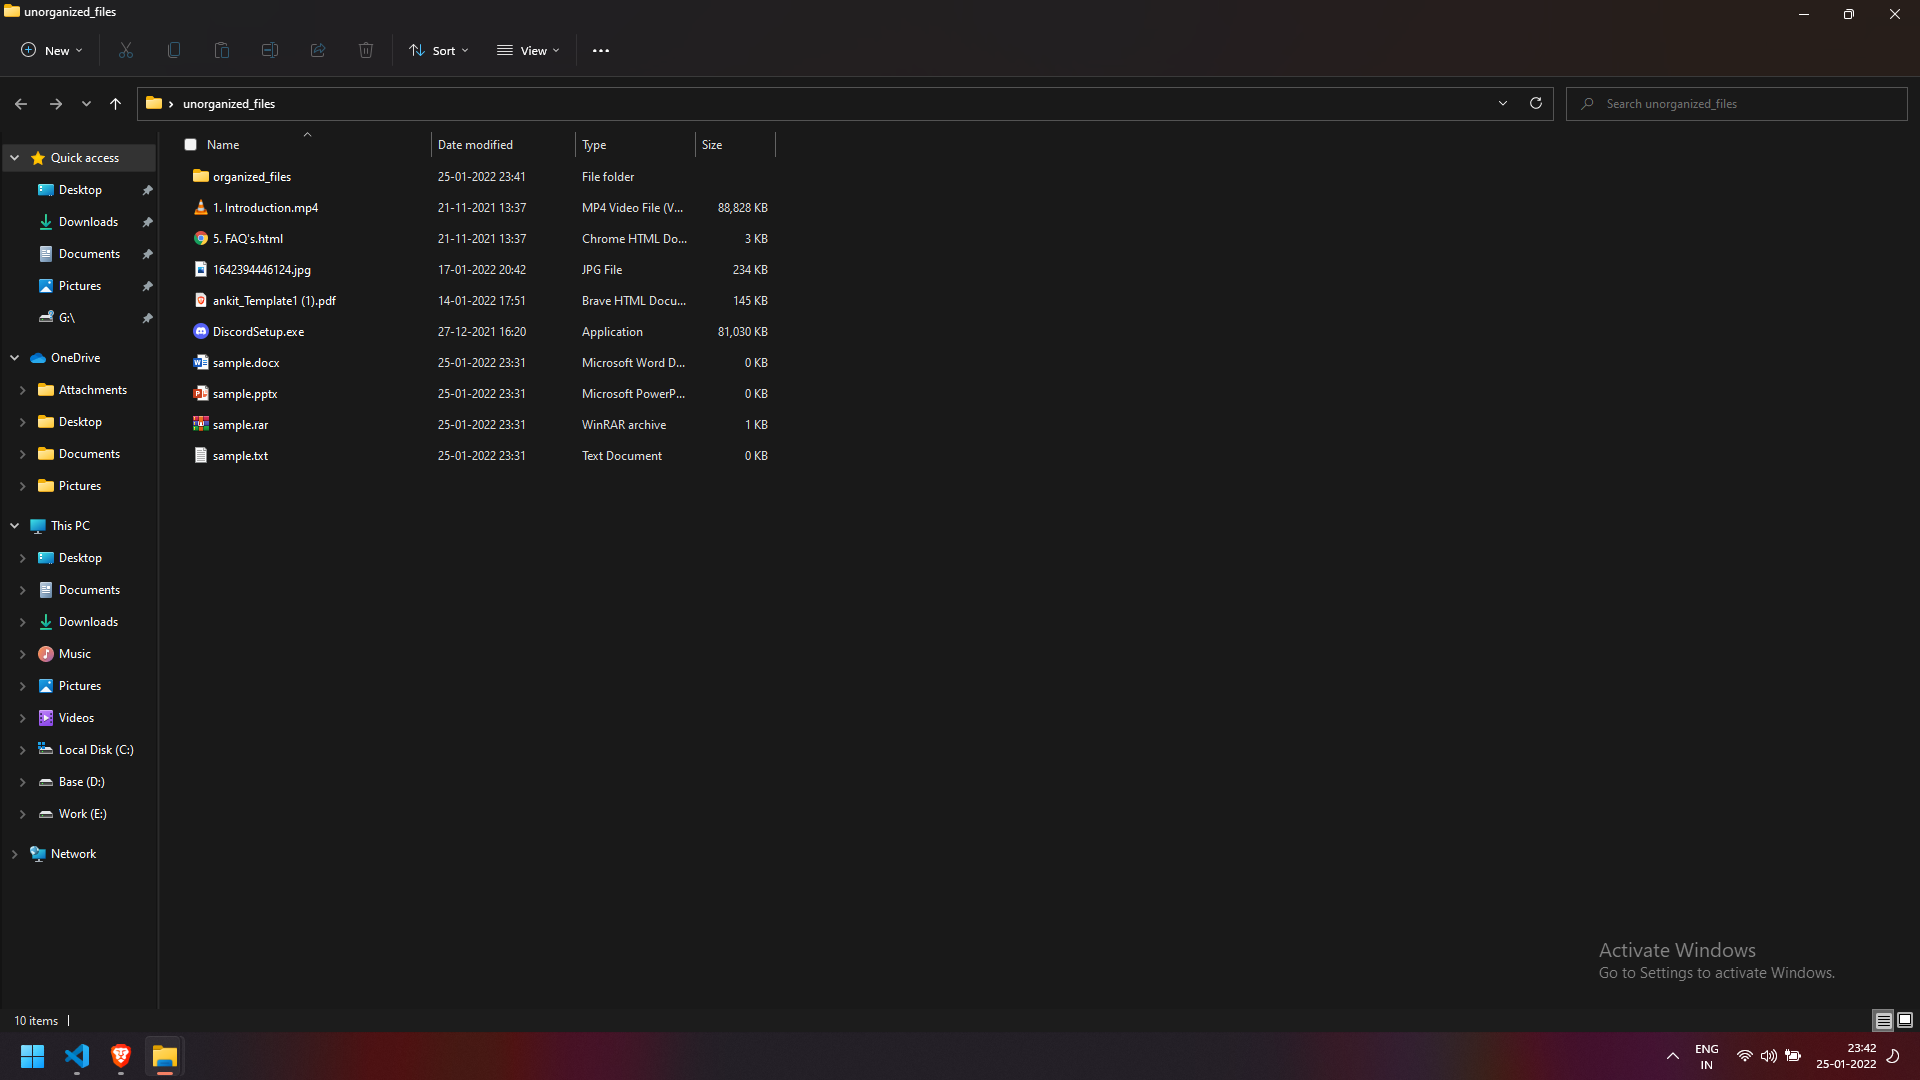 unorganized_files
New
Sort
View
unorganized_files
Search unorganized_files
Name Date modified Type Size
organized_files 25-01-2022 23:41 File folder
1. Introduction.mp4 21-11-2021 13:37 MP4 Video File (V... 88,828 KB
5. FAQ's.html 21-11-2021 13:37 Chrome HTML Do... 3 KB
1642394446124.jpg 17-01-2022 20:42 JPG File 234 KB
ankit_Template1 (1).pdf 14-01-2022 17:51 Brave HTML Docu... 145 KB
DiscordSetup.exe 27-12-2021 16:20 Application 81,030 KB
sample.docx 25-01-2022 23:31 Microsoft Word D... 0 KB
sample.pptx 25-01-2022 23:31 Microsoft PowerP... 0 KB
sample.rar 25-01-2022 23:31 WinRAR archive 1 KB
sample.txt 25-01-2022 23:31 Text Document 0 KB
Quick access
Desktop
Downloads
Documents
Pictures
G:\
OneDrive
Attachments
Desktop
Documents
Pictures
This PC
Desktop
Documents
Downloads
Music
Pictures
Videos
Local Disk (C:)
Base (D:)
Work (E:)
Network
Activate Windows
Go to Settings to activate Windows.
10 items
ENG
IN
23:42
25-01-2022